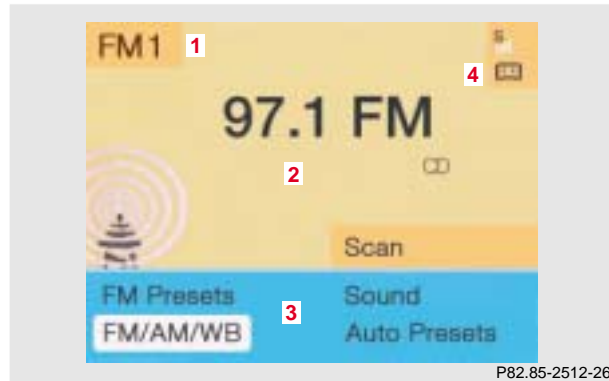 FM1 1
S
4
97.1 FM
2
Scan
FM Presets
3
Sound
FM/AM/WB
Auto Presets
P82.85-2512-26